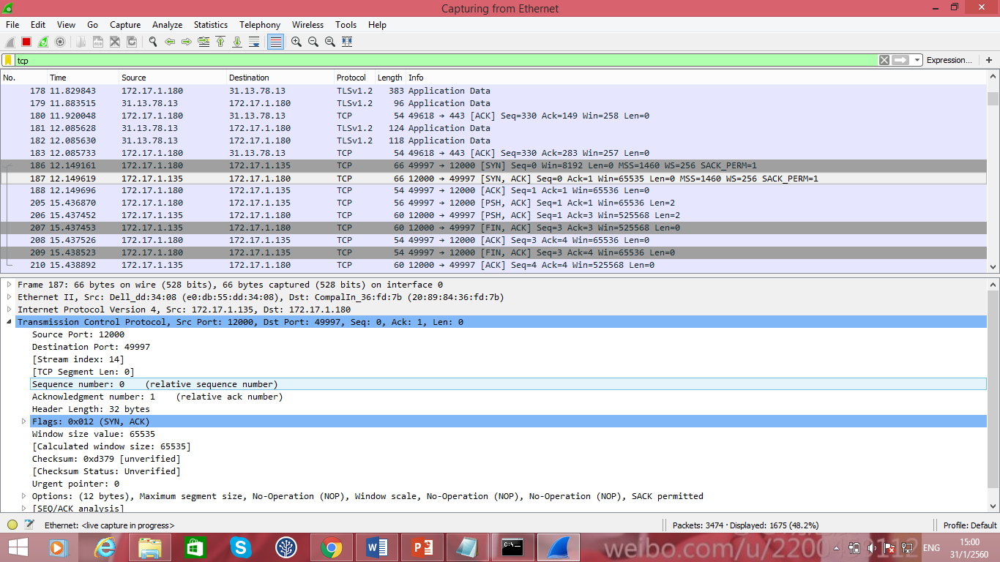 Capturing from Ethernet
File Edit View Go Capture Analyze Statistics Telephony Wireless Tools Help
tcp Expression... +
No. Time Source Destination Protocol Length Info
178 11.829843 172.17.1.180 31.13.78.13 TLSv1.2 383 Application Data
179 11.883515 31.13.78.13 172.17.1.180 TLSv1.2 96 Application Data
180 11.920048 172.17.1.180 31.13.78.13 TCP 54 49618 → 443 [ACK] Seq=330 Ack=149 Win=258 Len=0
181 12.085628 31.13.78.13 172.17.1.180 TLSv1.2 124 Application Data
182 12.085630 31.13.78.13 172.17.1.180 TLSv1.2 118 Application Data
183 12.085733 172.17.1.180 31.13.78.13 TCP 54 49618 → 443 [ACK] Seq=330 Ack=283 Win=257 Len=0
186 12.149161 172.17.1.180 172.17.1.135 TCP 66 49997 → 12000 [SYN] Seq=0 Win=8192 Len=0 MSS=1460 WS=256 SACK_PERM=1
187 12.149619 172.17.1.135 172.17.1.180 TCP 66 12000 → 49997 [SYN, ACK] Seq=0 Ack=1 Win=65535 Len=0 MSS=1460 WS=256 SACK_PERM=1
188 12.149696 172.17.1.180 172.17.1.135 TCP 54 49997 → 12000 [ACK] Seq=1 Ack=1 Win=65536 Len=0
205 15.436870 172.17.1.180 172.17.1.135 TCP 56 49997 → 12000 [PSH, ACK] Seq=1 Ack=1 Win=65536 Len=2
206 15.437452 172.17.1.135 172.17.1.180 TCP 60 12000 → 49997 [PSH, ACK] Seq=1 Ack=3 Win=525568 Len=2
207 15.437453 172.17.1.135 172.17.1.180 TCP 60 12000 → 49997 [FIN, ACK] Seq=3 Ack=3 Win=525568 Len=0
208 15.437526 172.17.1.180 172.17.1.135 TCP 54 49997 → 12000 [ACK] Seq=3 Ack=4 Win=65536 Len=0
209 15.438523 172.17.1.180 172.17.1.135 TCP 54 49997 → 12000 [FIN, ACK] Seq=3 Ack=4 Win=65536 Len=0
210 15.438892 172.17.1.135 172.17.1.180 TCP 60 12000 → 49997 [ACK] Seq=4 Ack=4 Win=525568 Len=0
Frame 187: 66 bytes on wire (528 bits), 66 bytes captured (528 bits) on interface 0
Ethernet II, Src: Dell_dd:34:08 (e0:db:55:dd:34:08), Dst: CompalIn_36:fd:7b (20:89:84:36:fd:7b)
Internet Protocol Version 4, Src: 172.17.1.135, Dst: 172.17.1.180
Transmission Control Protocol, Src Port: 12000, Dst Port: 49997, Seq: 0, Ack: 1, Len: 0
Source Port: 12000
Destination Port: 49997
[Stream index: 14]
[TCP Segment Len: 0]
Sequence number: 0 (relative sequence number)
Acknowledgment number: 1 (relative ack number)
Header Length: 32 bytes
Flags: 0x012 (SYN, ACK)
Window size value: 65535
[Calculated window size: 65535]
Checksum: 0xd379 [unverified]
[Checksum Status: Unverified]
Urgent pointer: 0
Options: (12 bytes), Maximum segment size, No-Operation (NOP), Window scale, No-Operation (NOP), No-Operation (NOP), SACK permitted
[SEQ/ACK analysis]
Ethernet: <live capture in progress> Packets: 3474 · Displayed: 1675 (48.2%) Profile: Default
ENG
15:00
31/1/2560